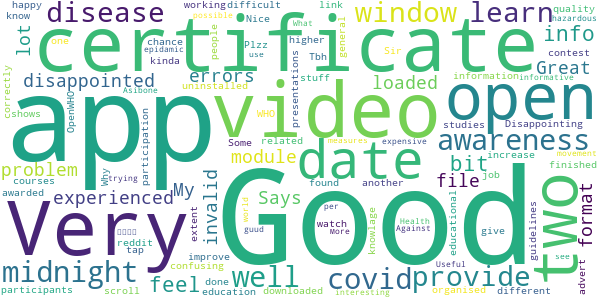 happy disease working difficult link quality
know certificate Nice possible What window learn hazardous
lot one chance people Plzz general Sir info
kinda epidamic higher use Tbh contest
disappointed errors loaded stuff information Great
correctly uninstalled presentations informative
app video open
OpenWHO Asibone WHO Some related studies Disappointing
shows participation measures expensive awareness
problem Why trying module date bit increase finished
courses My found another file job movement
awarded experienced invalid Says two
Very Good format
reddit extent world guud per watch knowlage Health educational guidelines
tap More Against give
midnight improve well covid Useful provide see
participants feel confusing done downloaded organised advert
scroll education interesting different